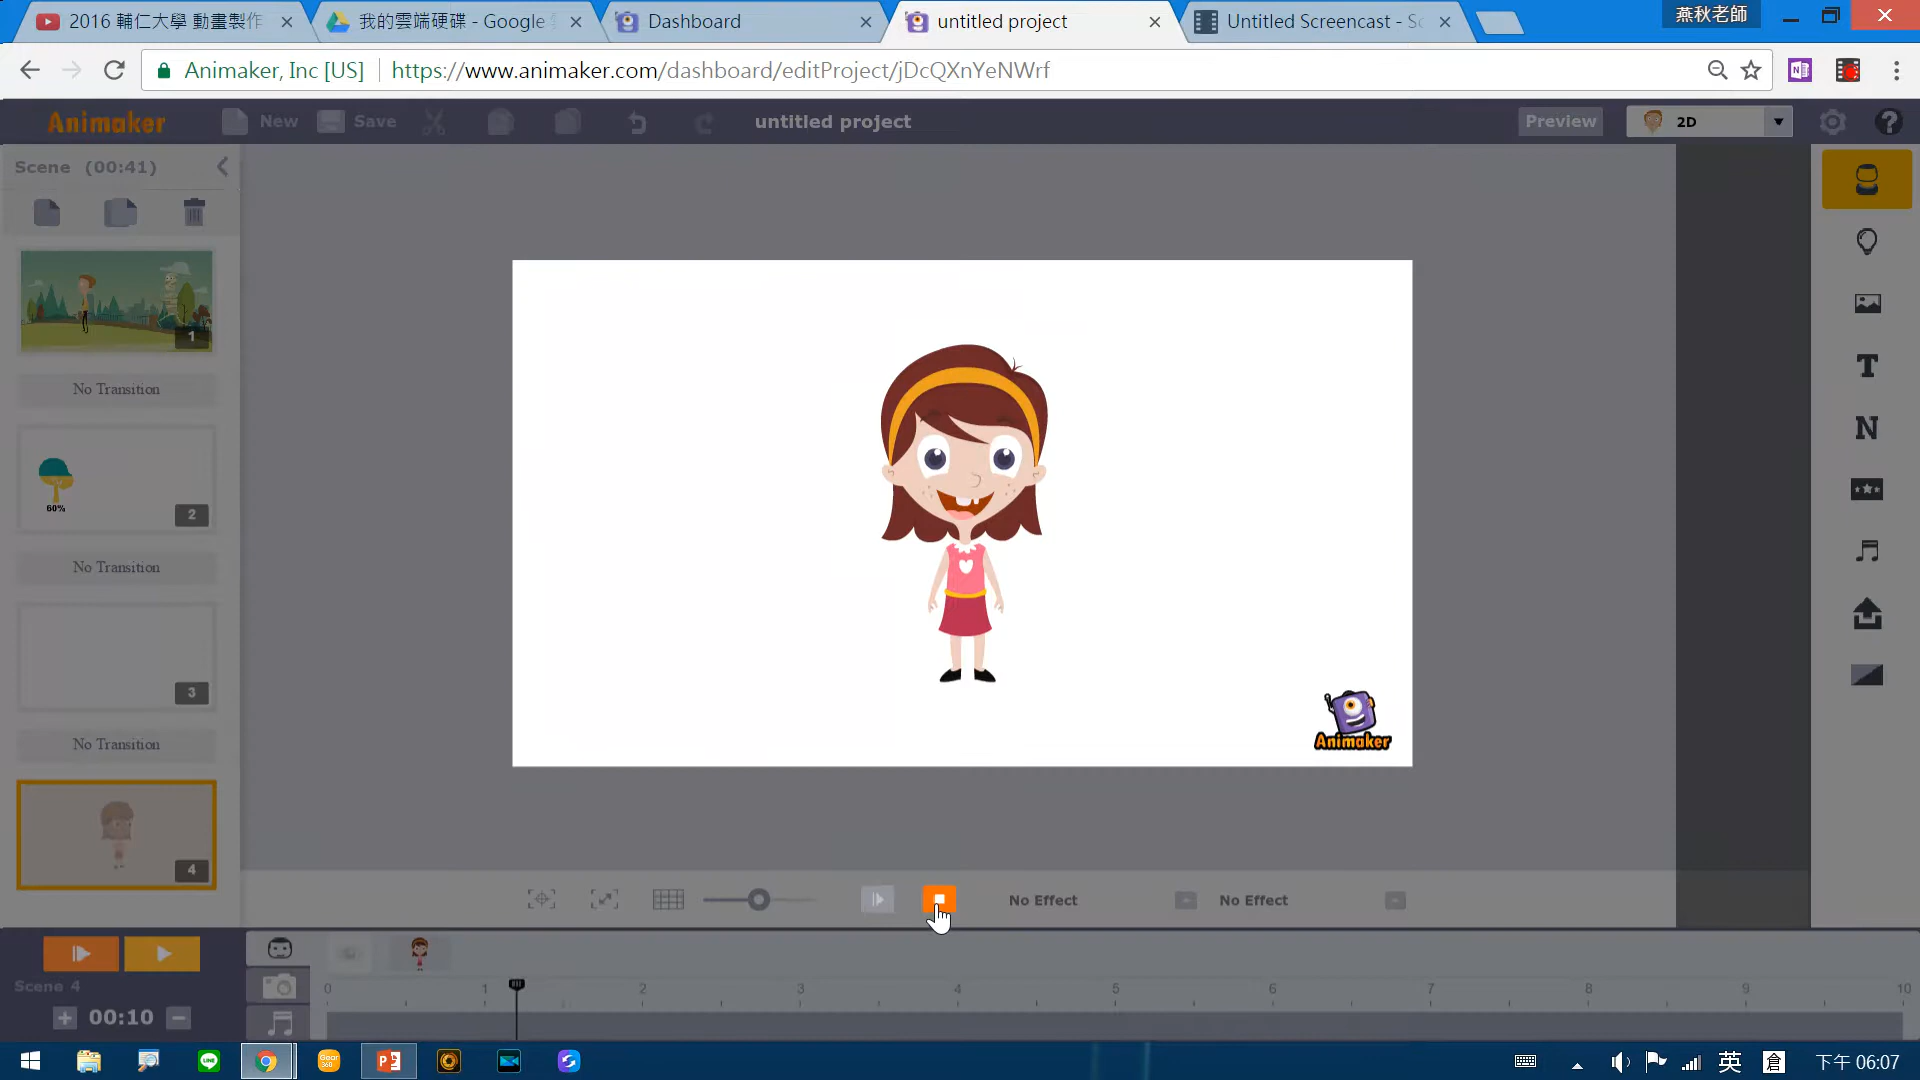 2016 輔仁大學 動畫製作
我的雲端硬碟 - Google
Dashboard
untitled project
Untitled Screencast - Sc
燕秋老師
Animaker, Inc [US]
https://www.animaker.com/dashboard/editProject/jDcQXnYeNWrf
Animaker
New
Save
untitled project
Preview
2D
?
Scene (00:41)
1
No Transition
60%
2
No Transition
3
No Transition
4
T
N
Animaker
No Effect
No Effect
Scene 4
00:10
0 1 2 3 4 5 6 7 8 9 10
LINE
Gear 360
英
倉
下午 06:07